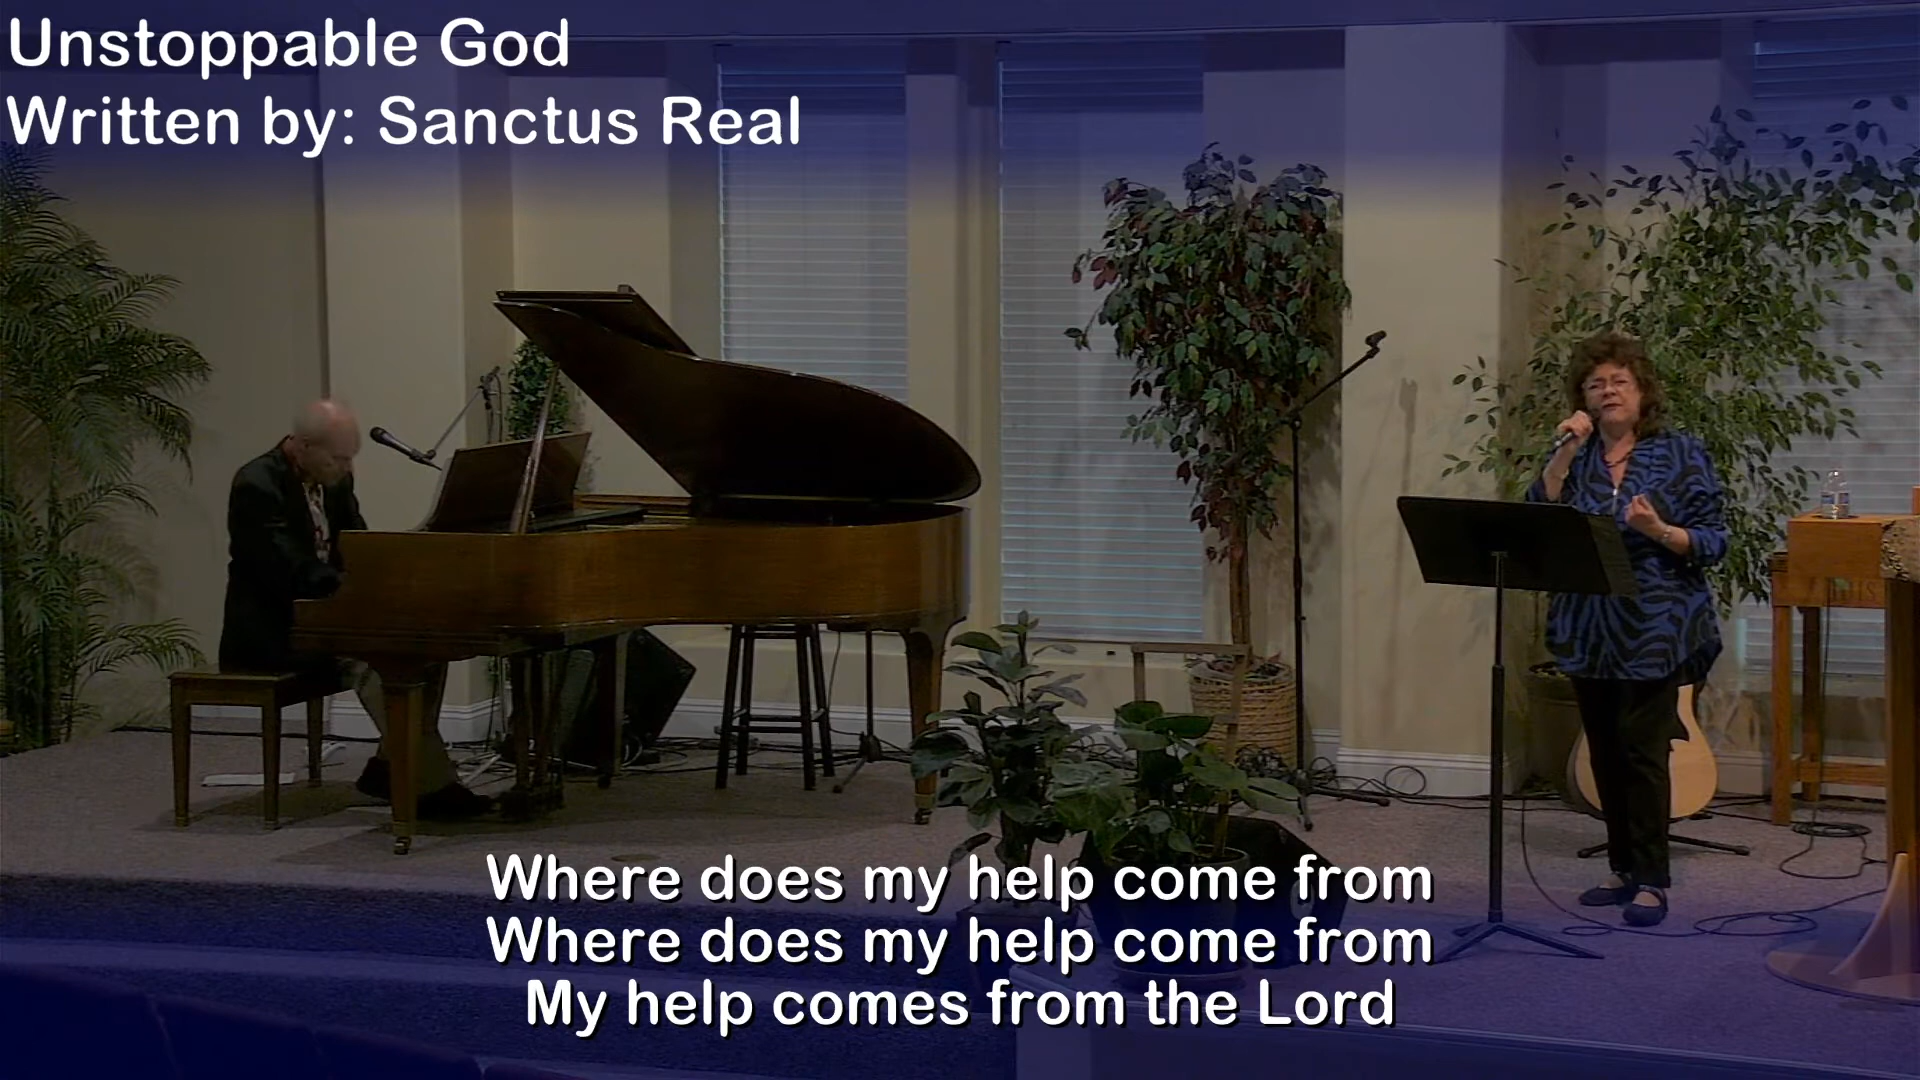 Unstoppable God
Written by: Sanctus Real
Where does my help come from
Where does my help come from
My help comes from the Lord